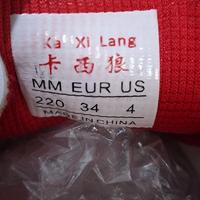 Ka Xi Lang
卡西狼
MM EUR US
220 34 4
MADE IN CHINA